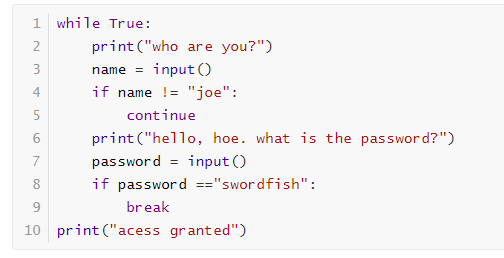 1 while True:
2     print("who are you?")
3     name = input()
4     if name != "joe":
5         continue
6     print("hello, hoe. what is the password?")
7     password = input()
8     if password =="swordfish":
9         break
10 print("acess granted")